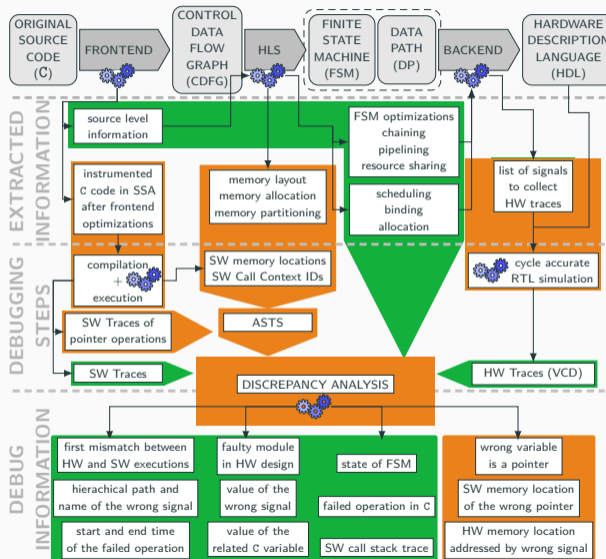 ORIGINAL
SOURCE
CODE (C)
FRONTEND
CONTROL
DATA
FLOW
GRAPH
(CDFG)
HLS
FINITE
STATE
MACHINE
(FSM)
DATA
PATH
(DP)
BACKEND
HARDWARE
DESCRIPTION
LANGUAGE
(HDL)
EXTRACTED
INFORMATION
source level
information
FSM optimizations
chaining
pipelining
resource sharing
instrumented
C code in SSA
after frontend
optimizations
memory layout
memory allocation
memory partitioning
scheduling
binding
allocation
list of signals
to collect
HW traces
DEBUGGING
STEPS
compilation
+
execution
SW memory locations
SW Call Context IDs
cycle accurate
RTL simulation
SW Traces of
pointer operations
ASTS
SW Traces
HW Traces (VCD)
DISCREPANCY ANALYSIS
DEBUG
INFORMATION
first mismatch between
HW and SW executions
faulty module
in HW design
state of FSM
wrong variable
is a pointer
hierachical path and
name of the wrong signal
value of the
wrong signal
failed operation in C
SW memory location
of the wrong pointer
start and end time
of the failed operation
value of the
related C variable
SW call stack trace
HW memory location
addressed by wrong signal